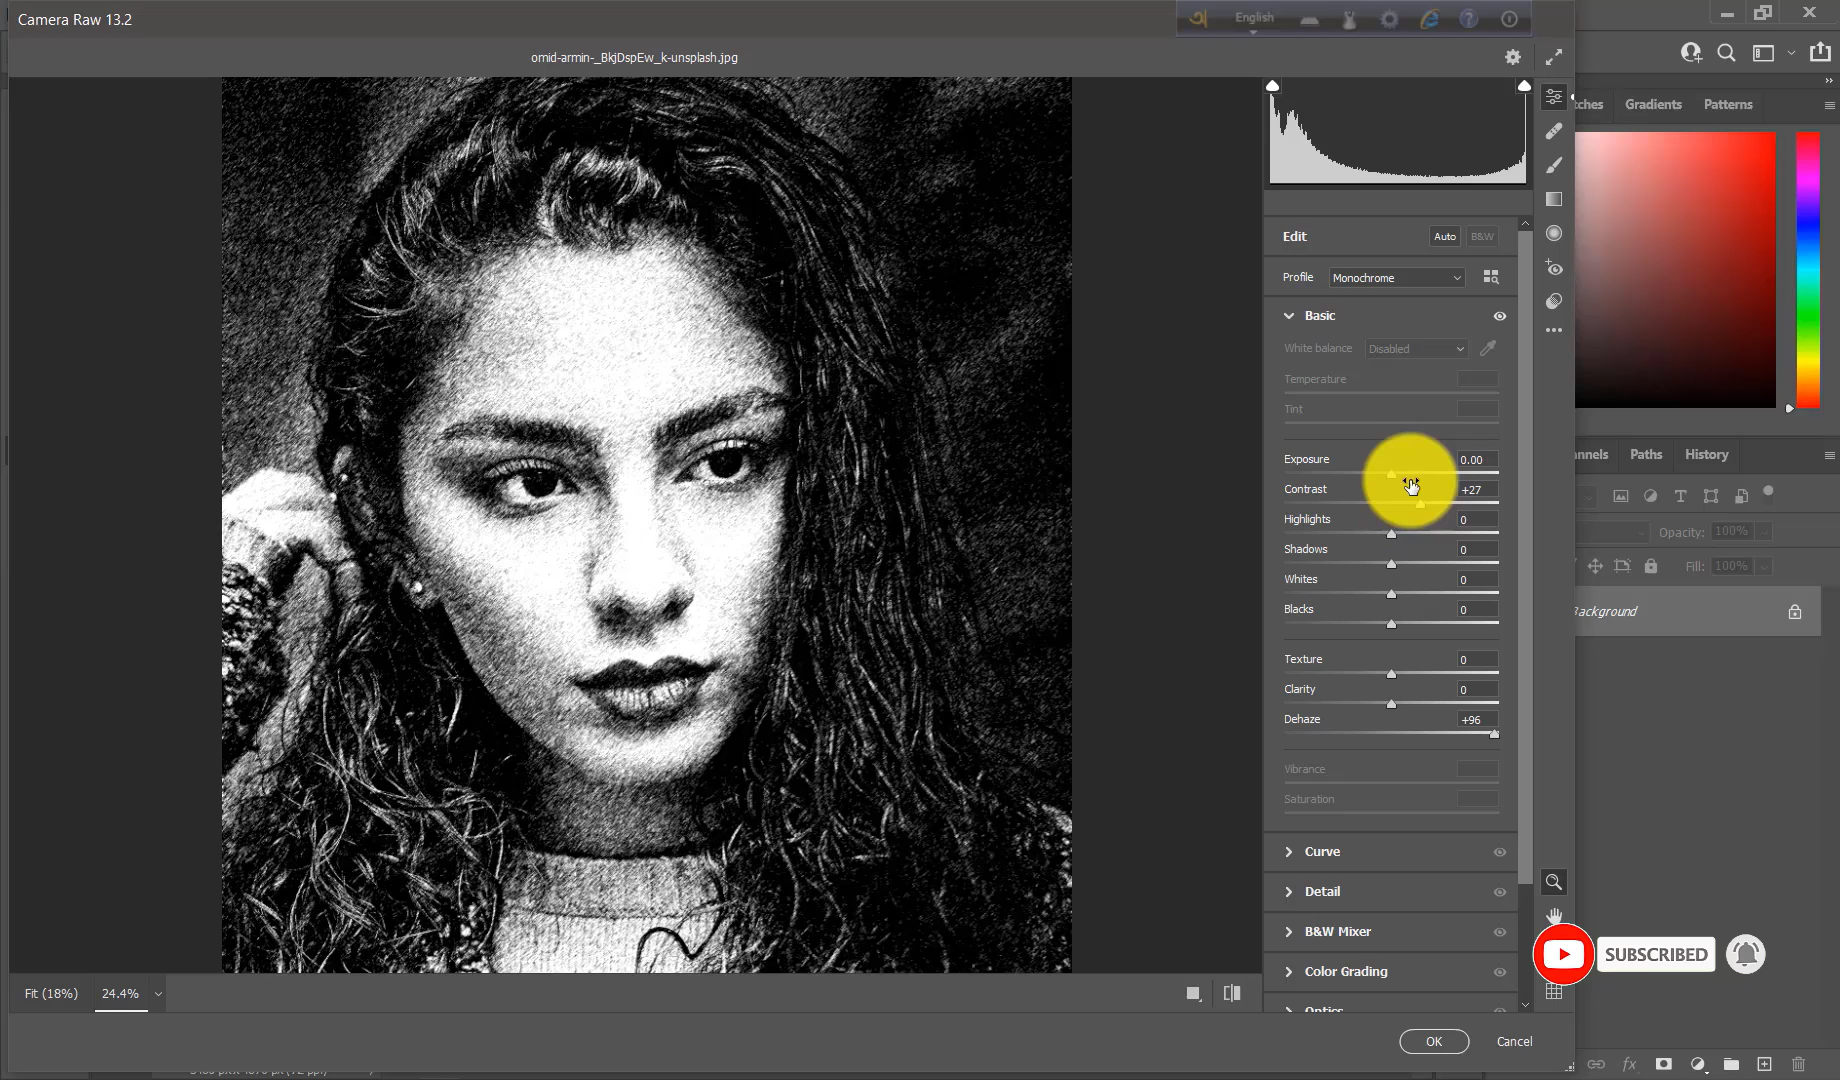 Camera Raw 13.2
English
omid-armin-_BkjDspEw_k-unsplash.jpg
Gradients
Patterns
Edit
Auto
B&W
Profile
Monochrome
Basic
White balance
Disabled
Temperature
Tint
Exposure
0.00
Contrast
+27
Highlights
0
Shadows
0
Whites
0
Blacks
0
Texture
0
Clarity
0
Dehaze
+96
Vibrance
Saturation
Curve
Detail
B&W Mixer
Color Grading
Optics
Paths
History
Opacity:
100%
Fill:
100%
Background
SUBSCRIBED
Fit (18%)
24.4%
OK
Cancel
fx